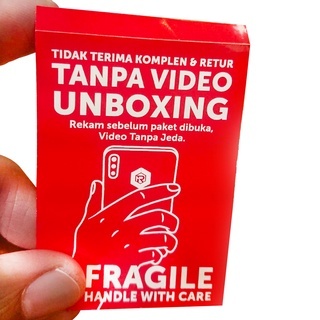 TIDAK TERIMA KOMPLEN & RETUR
TANPA VIDEO
UNBOXING
Rekam sebelum paket dibuka,
Video Tanpa Jeda.
R
FRAGILE
HANDLE WITH CARE